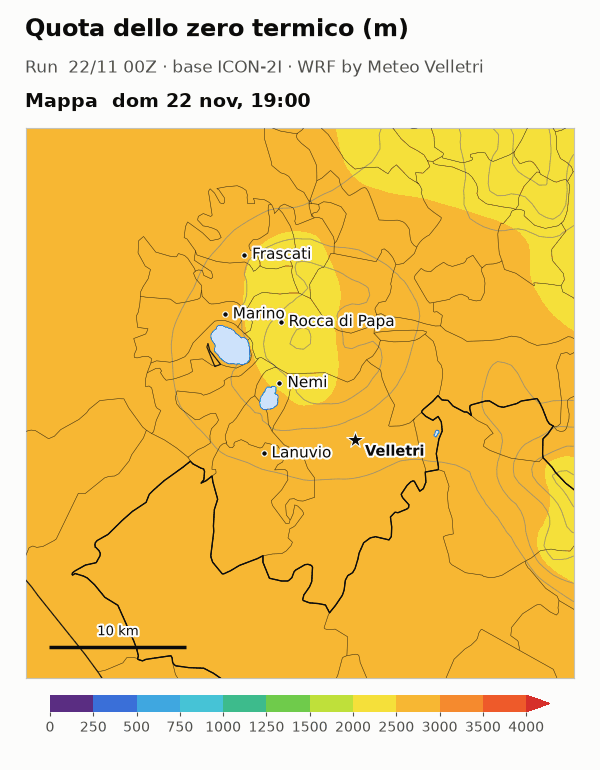 Quota dello zero termico (m)
Run  22/11 00Z · base ICON-2I · WRF by Meteo Velletri
Mappa  dom 22 nov, 19:00
Frascati
Marino
Rocca di Papa
Nemi
Velletri
Lanuvio
10 km
0 250 500 750 1000 1250 1500 2000 2500 3000 3500 4000